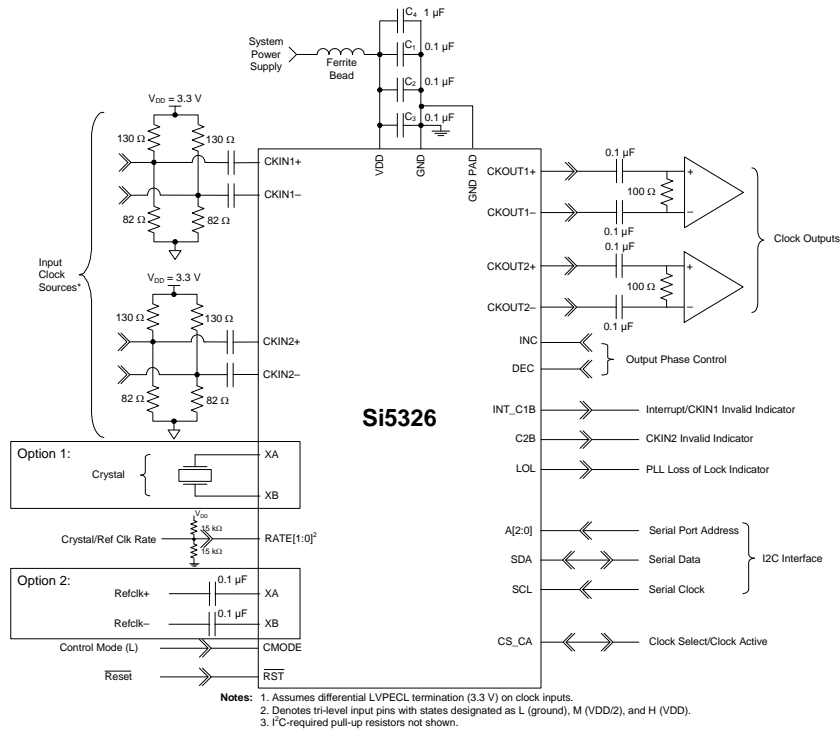 C4 1 µF
System
Power
Supply
Ferrite
Bead
C1 0.1 µF
C2 0.1 µF
C3 0.1 µF
VDD = 3.3 V
130 Ω 130 Ω
82 Ω 82 Ω
CKIN1+
CKIN1–
VDD GND GND PAD
Input
Clock
Sources*
VDD = 3.3 V
130 Ω 130 Ω
82 Ω 82 Ω
CKIN2+
CKIN2–
CKOUT1+ 0.1 µF
100 Ω + –
CKOUT1– 0.1 µF
CKOUT2+ 0.1 µF
100 Ω + –
CKOUT2– 0.1 µF
Clock Outputs
INC
DEC
Output Phase Control
Si5326
INT_C1B Interrupt/CKIN1 Invalid Indicator
C2B CKIN2 Invalid Indicator
LOL PLL Loss of Lock Indicator
Option 1:
Crystal
XA
XB
VDD
15 kΩ
15 kΩ
Crystal/Ref Clk Rate RATE[1:0]2
A[2:0] Serial Port Address
SDA Serial Data
SCL Serial Clock
I2C Interface
Option 2:
Refclk+ 0.1 µF XA
Refclk– 0.1 µF XB
Control Mode (L) CMODE
Reset RST
CS_CA Clock Select/Clock Active
Notes: 1. Assumes differential LVPECL termination (3.3 V) on clock inputs.
2. Denotes tri-level input pins with states designated as L (ground), M (VDD/2), and H (VDD).
3. I2C-required pull-up resistors not shown.